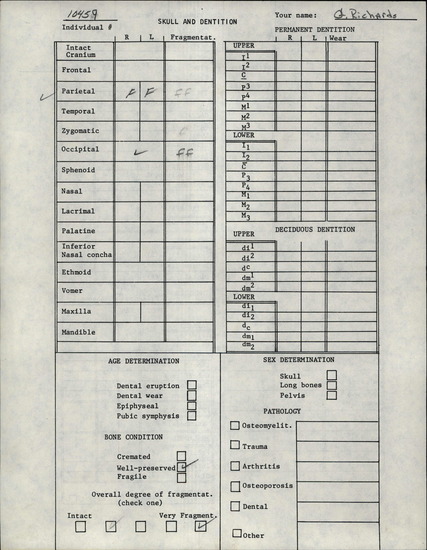 1045A
Individual #
SKULL AND DENTITION
Your name: G. Richards
R L Fragmentat.
Intact Cranium
Frontal
Parietal F F FF
Temporal
Zygomatic
Occipital ✓ FF
Sphenoid
Nasal
Lacrimal
Palatine
Inferior
Nasal concha
Ethmoid
Vomer
Maxilla
Mandible
PERMANENT DENTITION
UPPER R L Wear
I1
I2
C
P3
P4
M1
M2
M3
LOWER
I1
I2
C
P3
P4
M1
M2
M3
DECIDUOUS DENTITION
UPPER
di1
di2
dc
dm1
dm2
LOWER
di1
di2
dc
dm1
dm2
AGE DETERMINATION
Dental eruption
Dental wear
Epiphyseal
Pubic symphysis
BONE CONDITION
Cremated
Well-preserved ✓
Fragile
Overall degree of fragmentat.
(check one)
Intact Very Fragment. ✓
SEX DETERMINATION
Skull
Long bones
Pelvis
PATHOLOGY
Osteomyelit.
Trauma
Arthritis
Osteoporosis
Dental
Other